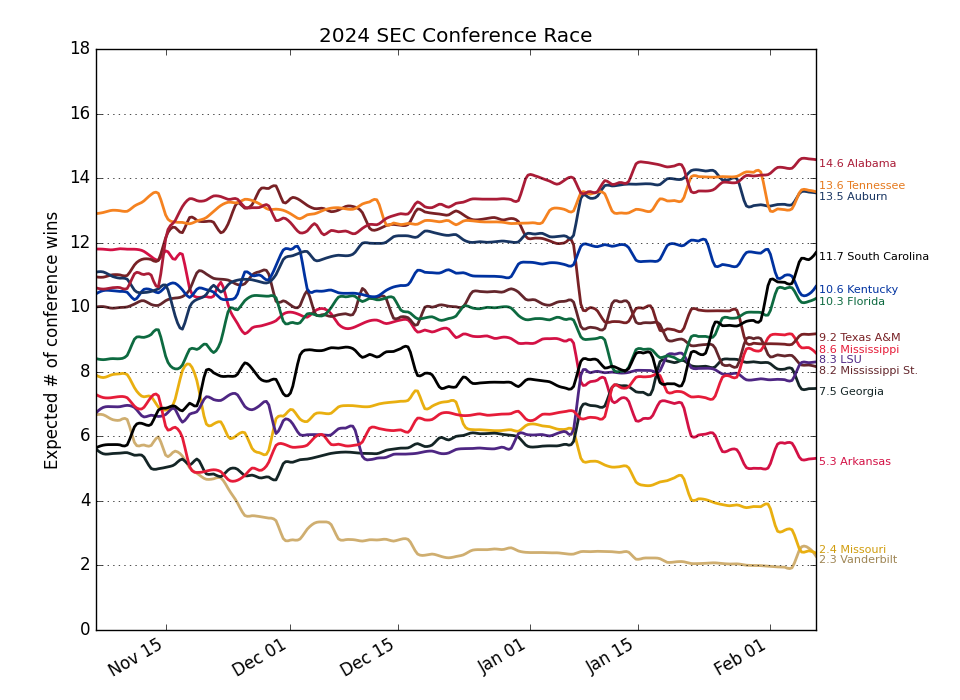 2024 SEC Conference Race
Expected # of conference wins
18
16
14
12
10
8
6
4
2
0
14.6 Alabama
13.6 Tennessee
13.5 Auburn
11.7 South Carolina
10.6 Kentucky
10.3 Florida
9.2 Texas A&M
8.6 Mississippi
8.3 LSU
8.2 Mississippi St.
7.5 Georgia
5.3 Arkansas
2.4 Missouri
2.3 Vanderbilt
Nov 15
Dec 01
Dec 15
Jan 01
Jan 15
Feb 01